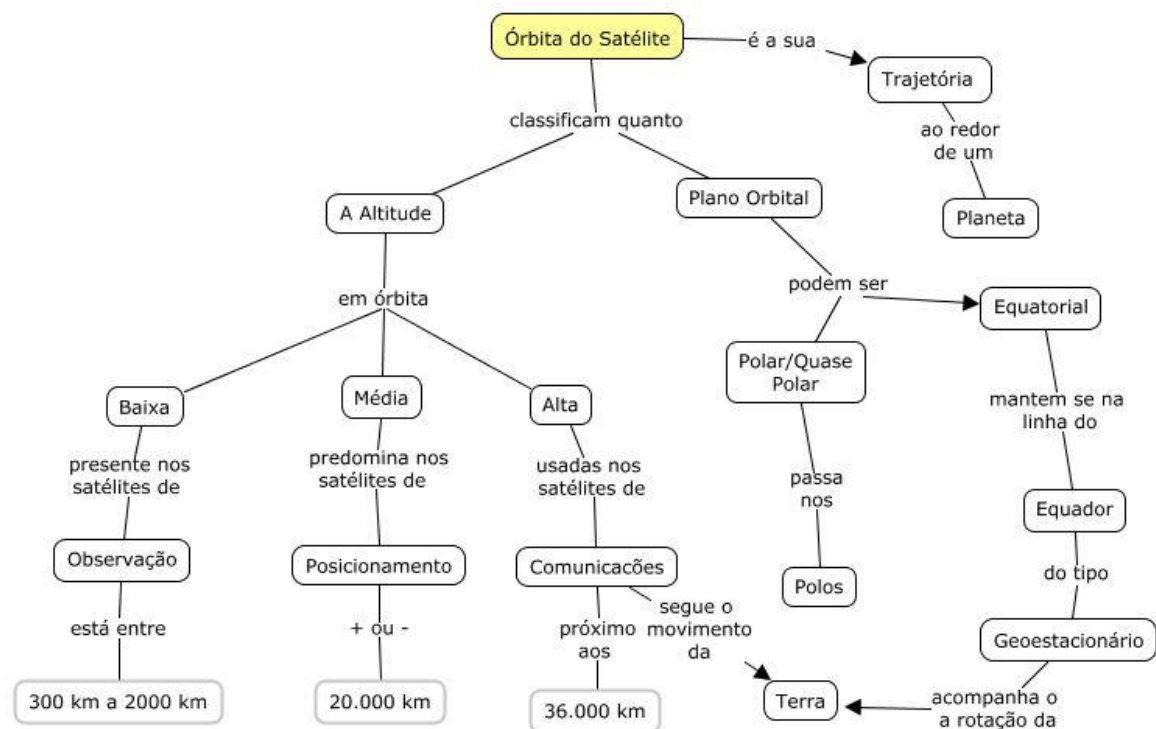 Órbita do Satélite
é a sua
Trajetória
ao redor
de um
Planeta
classificam quanto
A Altitude
Plano Orbital
em órbita
podem ser
Equatorial
Baixa
Média
Alta
Polar/Quase
Polar
mantem se na
linha do
presente nos
satélites de
predomina nos
satélites de
usadas nos
satélites de
passa
nos
Equador
Observação
Posicionamento
Comunicacões
Polos
do tipo
está entre
+ ou -
próximo
aos
segue o
movimento
da
Geoestacionário
300 km a 2000 km
20.000 km
36.000 km
Terra
acompanha o
a rotação da